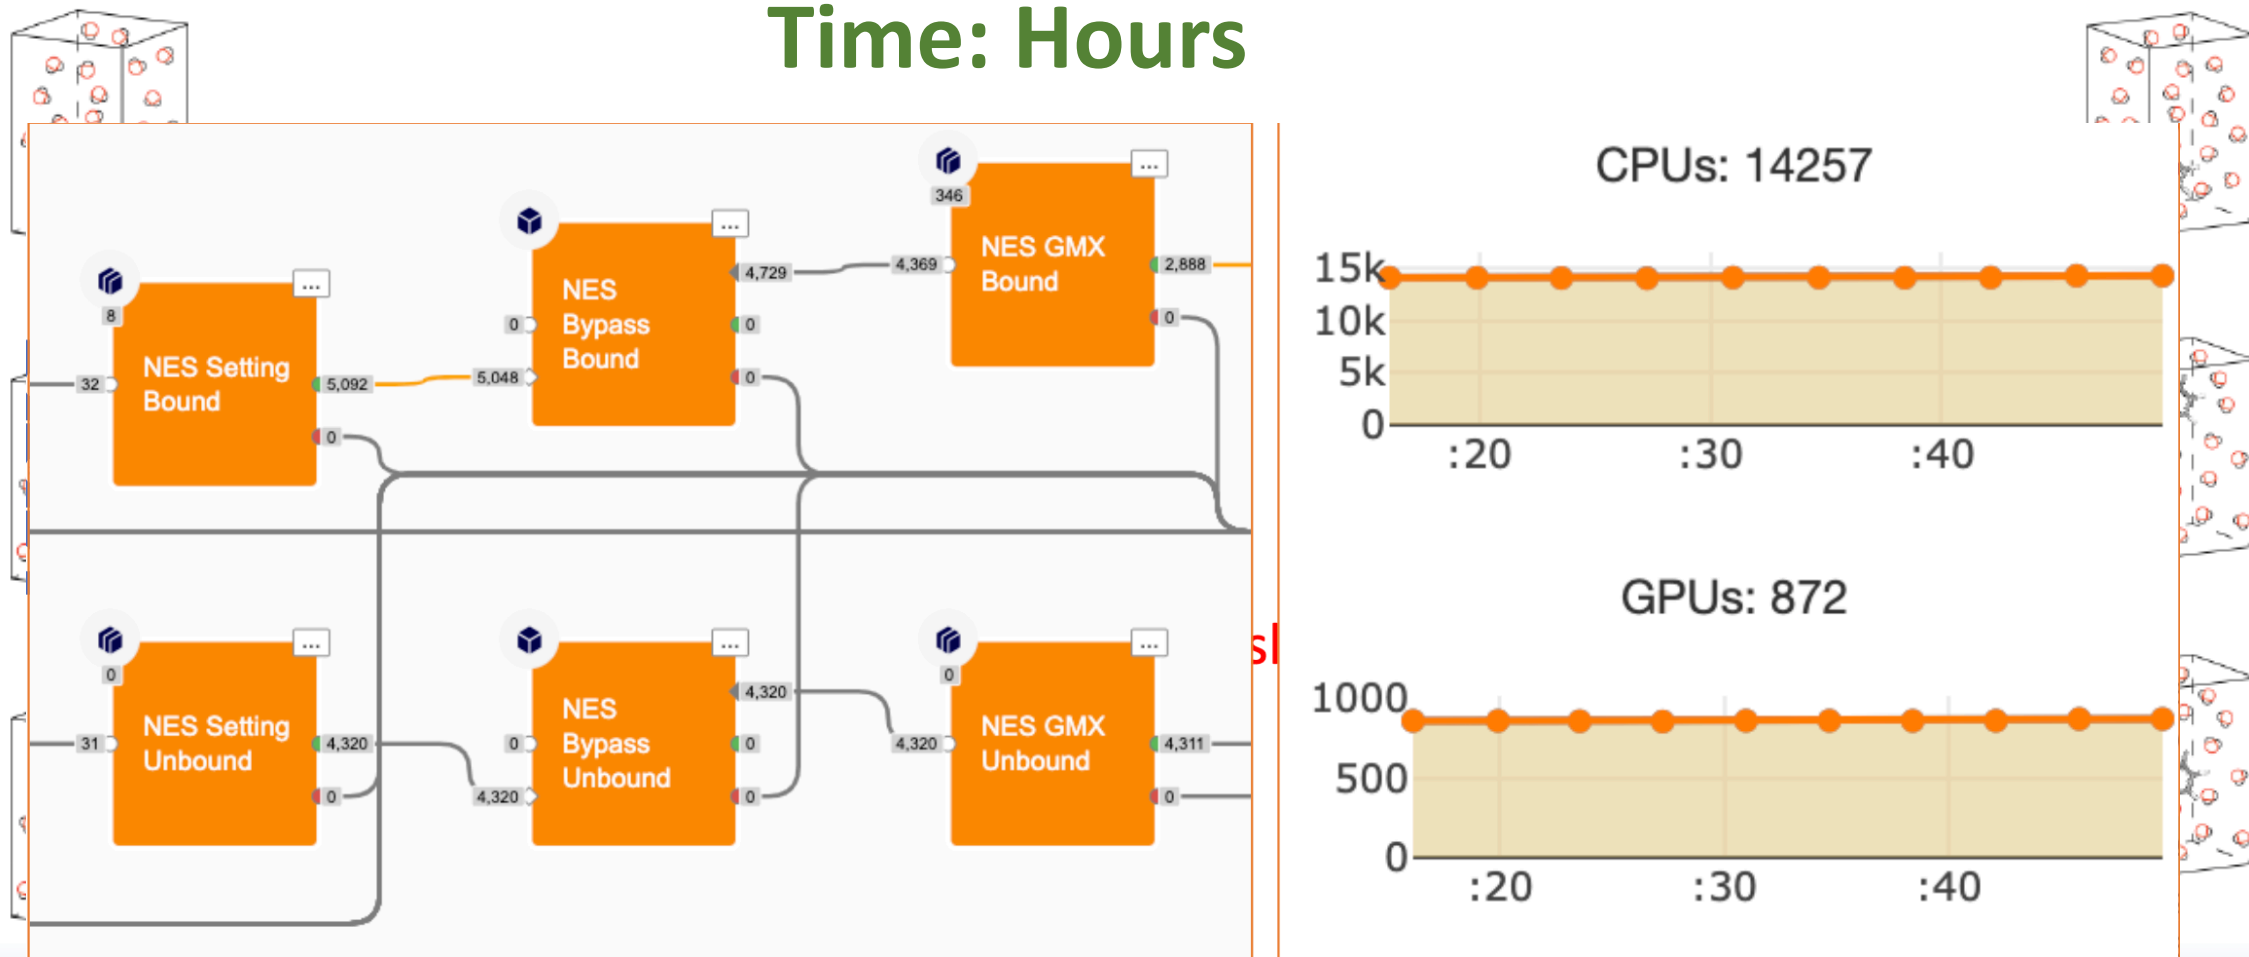 Time: Hours
346
...
NES GMX
Bound
4,369
2,888
0
...
NES
Bypass
Bound
4,729
0
0
5,048
0
8
...
NES Setting
Bound
32
5,092
0
0
...
NES Setting
Unbound
31
4,320
0
...
NES
Bypass
Unbound
4,320
0
0
4,320
0
0
...
NES GMX
Unbound
4,320
4,311
0
sl
CPUs: 14257
15k
10k
5k
0
:20
:30
:40
GPUs: 872
1000
500
0
:20
:30
:40